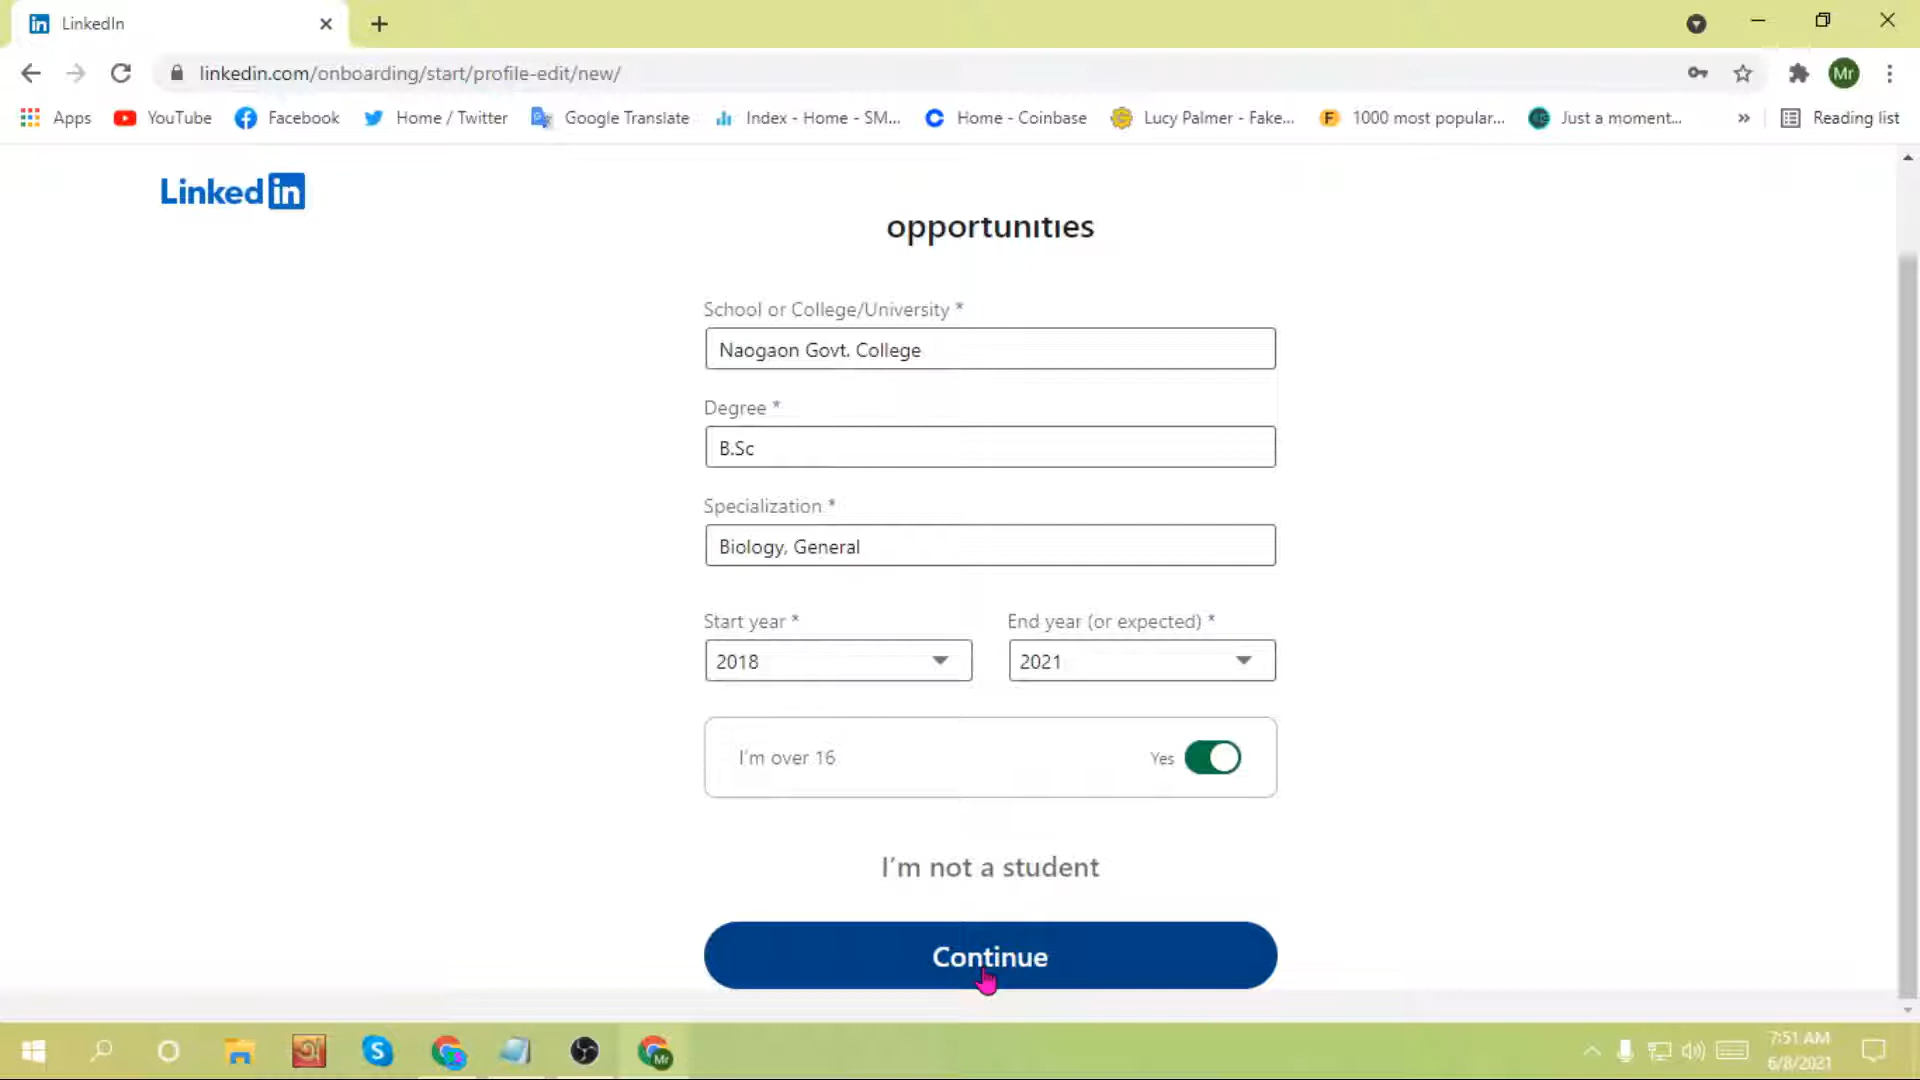 LinkedIn
linkedin.com/onboarding/start/profile-edit/new/
Mr
Apps
YouTube
Facebook
Home / Twitter
Google Translate
Index - Home - SM...
Home - Coinbase
Lucy Palmer - Fake...
F
1000 most popular...
Just a moment...
»
Reading list
Linked in
opportunities
School or College/University *
Naogaon Govt. College
Degree *
B.Sc
Specialization *
Biology, General
Start year *
End year (or expected) *
2018
2021
I'm over 16
Yes
I'm not a student
Continue
Mr
7:51 AM
6/8/2021